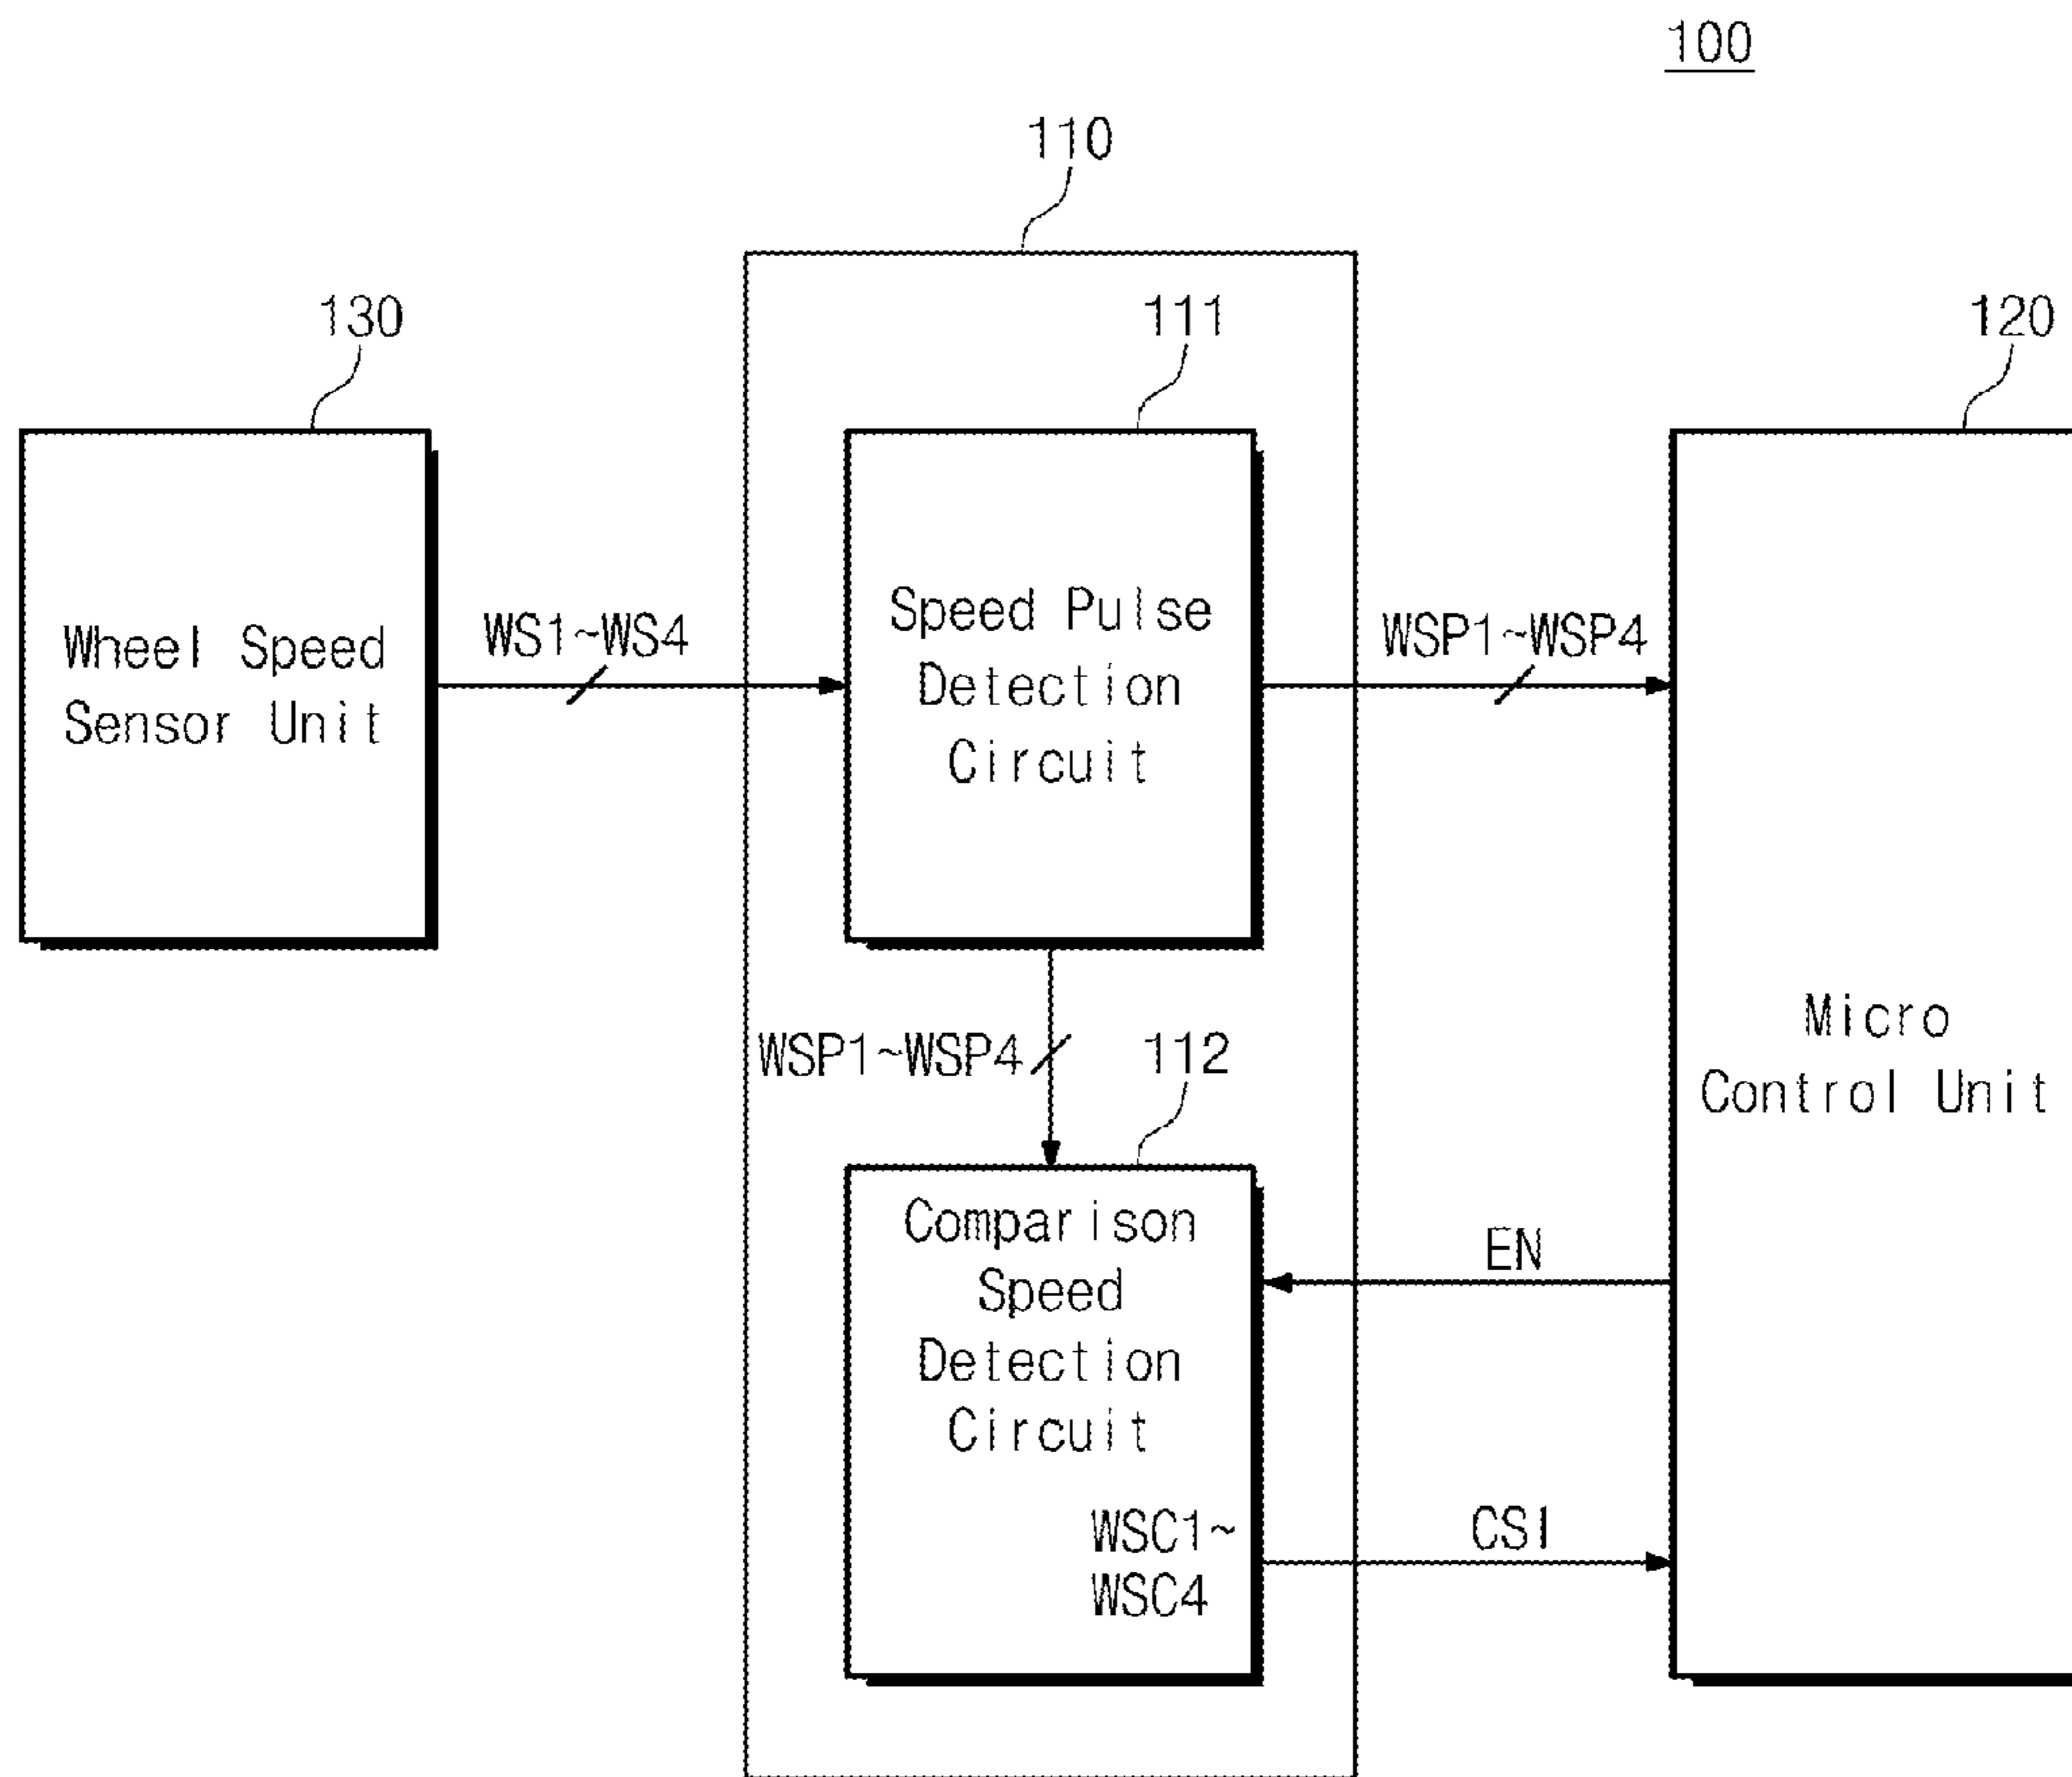 100
110
130
111
120
Wheel Speed
Sensor Unit
WS1~WS4
Speed Pulse
Detection
Circuit
WSP1~WSP4
Micro
Control Unit
WSP1~WSP4
112
Comparison
Speed
Detection
Circuit
WSC1~
WSC4
EN
CSI